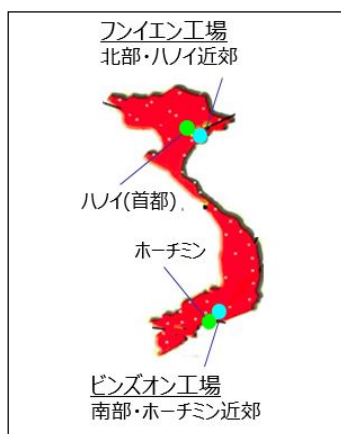 フンイエン工場
北部・ハノイ近郊
ハノイ(首都)
ホーチミン
ビンズオン工場
南部・ホーチミン近郊